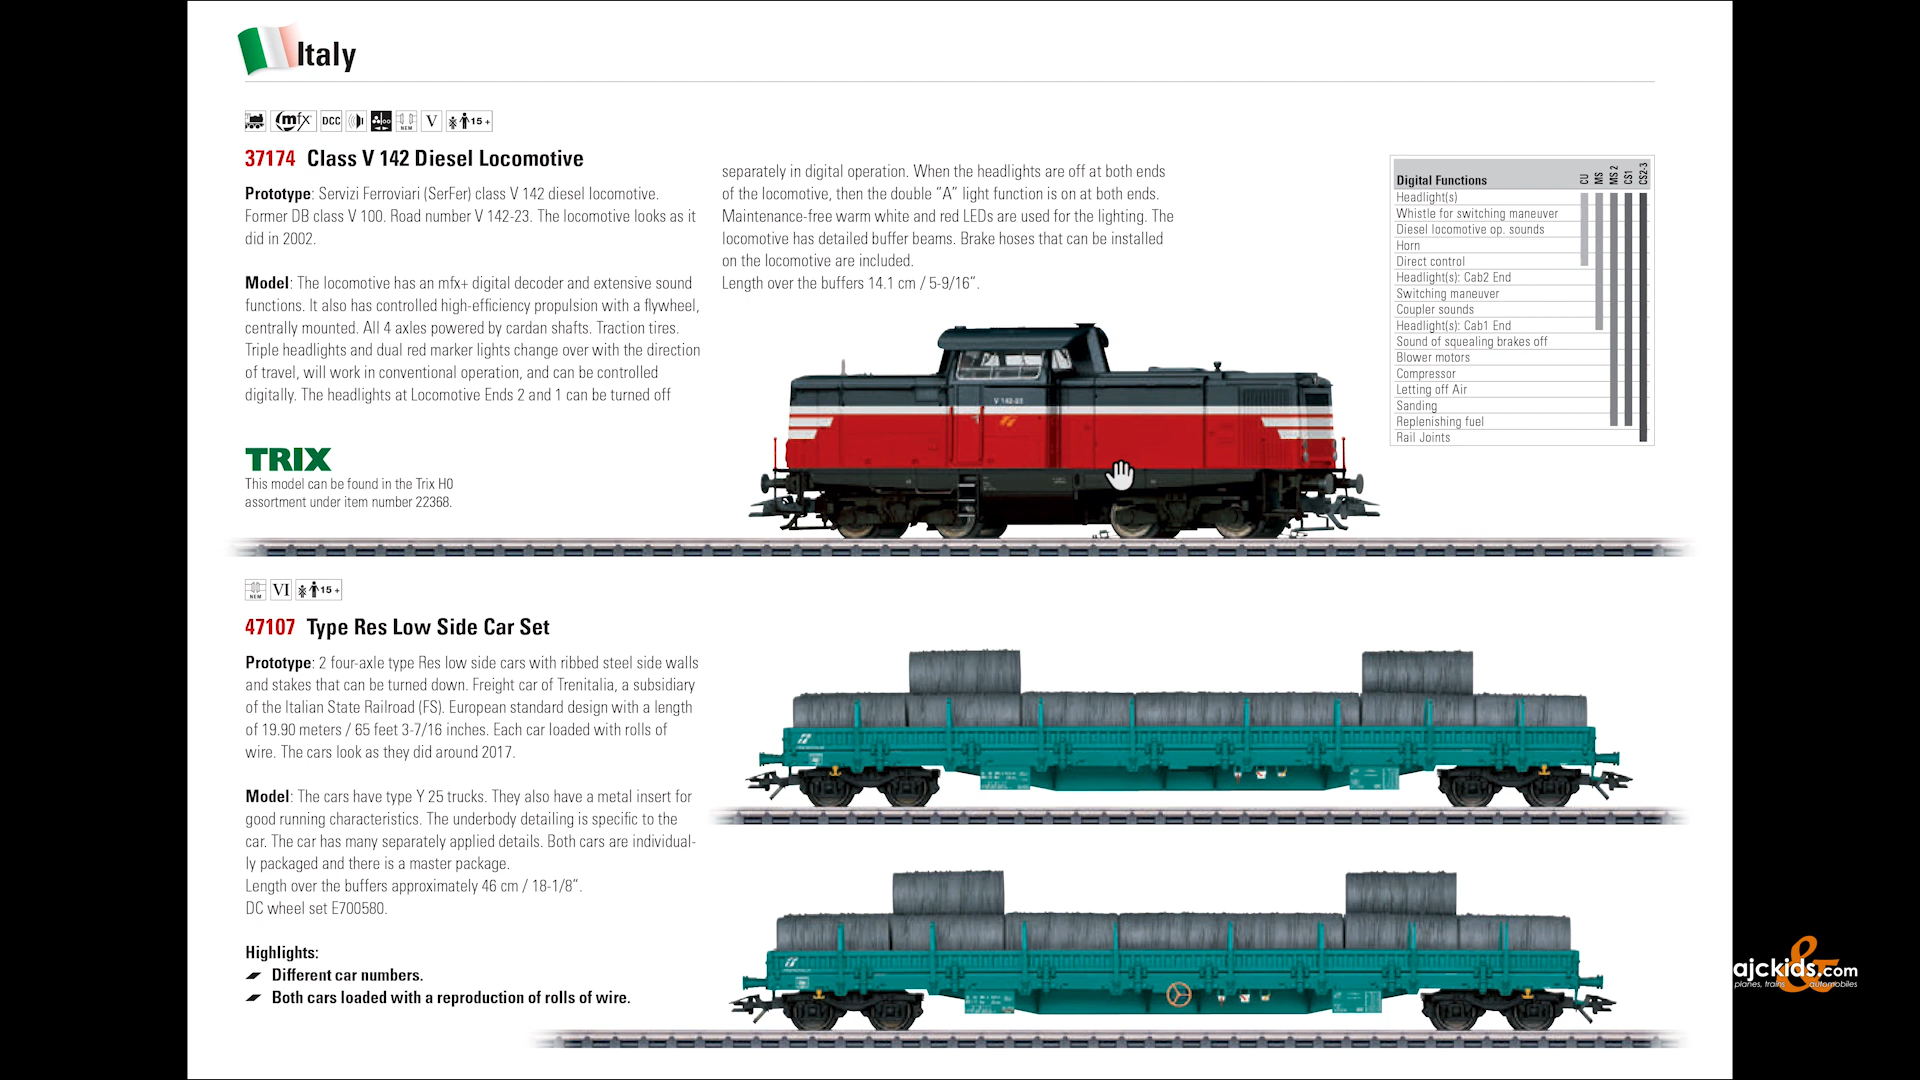 Italy
mfx DCC NEM V 15 +
37174 Class V 142 Diesel Locomotive
Prototype: Servizi Ferroviari (SerFer) class V 142 diesel locomotive.
Former DB class V 100. Road number V 142-23. The locomotive looks as it
did in 2002.
Model: The locomotive has an mfx+ digital decoder and extensive sound
functions. It also has controlled high-efficiency propulsion with a flywheel,
centrally mounted. All 4 axles powered by cardan shafts. Traction tires.
Triple headlights and dual red marker lights change over with the direction
of travel, will work in conventional operation, and can be controlled
digitally. The headlights at Locomotive Ends 2 and 1 can be turned off
separately in digital operation. When the headlights are off at both ends
of the locomotive, then the double “A” light function is on at both ends.
Maintenance-free warm white and red LEDs are used for the lighting. The
locomotive has detailed buffer beams. Brake hoses that can be installed
on the locomotive are included.
Length over the buffers 14.1 cm / 5-9/16”.
Digital Functions CU MS MS 2 CS1 CS2-3
Headlight(s)
Whistle for switching maneuver
Diesel locomotive op. sounds
Horn
Direct control
Headlight(s): Cab2 End
Switching maneuver
Coupler sounds
Headlight(s): Cab1 End
Sound of squealing brakes off
Blower motors
Compressor
Letting off Air
Sanding
Replenishing fuel
Rail Joints
V 142-23
TRIX
This model can be found in the Trix H0
assortment under item number 22368.
NEM VI 15 +
47107 Type Res Low Side Car Set
Prototype: 2 four-axle type Res low side cars with ribbed steel side walls
and stakes that can be turned down. Freight car of Trenitalia, a subsidiary
of the Italian State Railroad (FS). European standard design with a length
of 19.90 meters / 65 feet 3-7/16 inches. Each car loaded with rolls of
wire. The cars look as they did around 2017.
Model: The cars have type Y 25 trucks. They also have a metal insert for
good running characteristics. The underbody detailing is specific to the
car. The car has many separately applied details. Both cars are individual-
ly packaged and there is a master package.
Length over the buffers approximately 46 cm / 18-1/8”.
DC wheel set E700580.
Highlights:
Different car numbers.
Both cars loaded with a reproduction of rolls of wire.
ajckids.com
planes, trains & automobiles